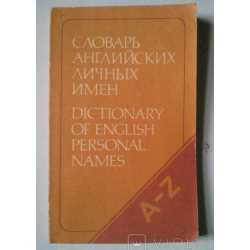 СЛОВАРЬ
АНГЛИЙСКИХ
ЛИЧНЫХ
ИМЕН
DICTIONARY
OF ENGLISH
PERSONAL
NAMES
A-Z